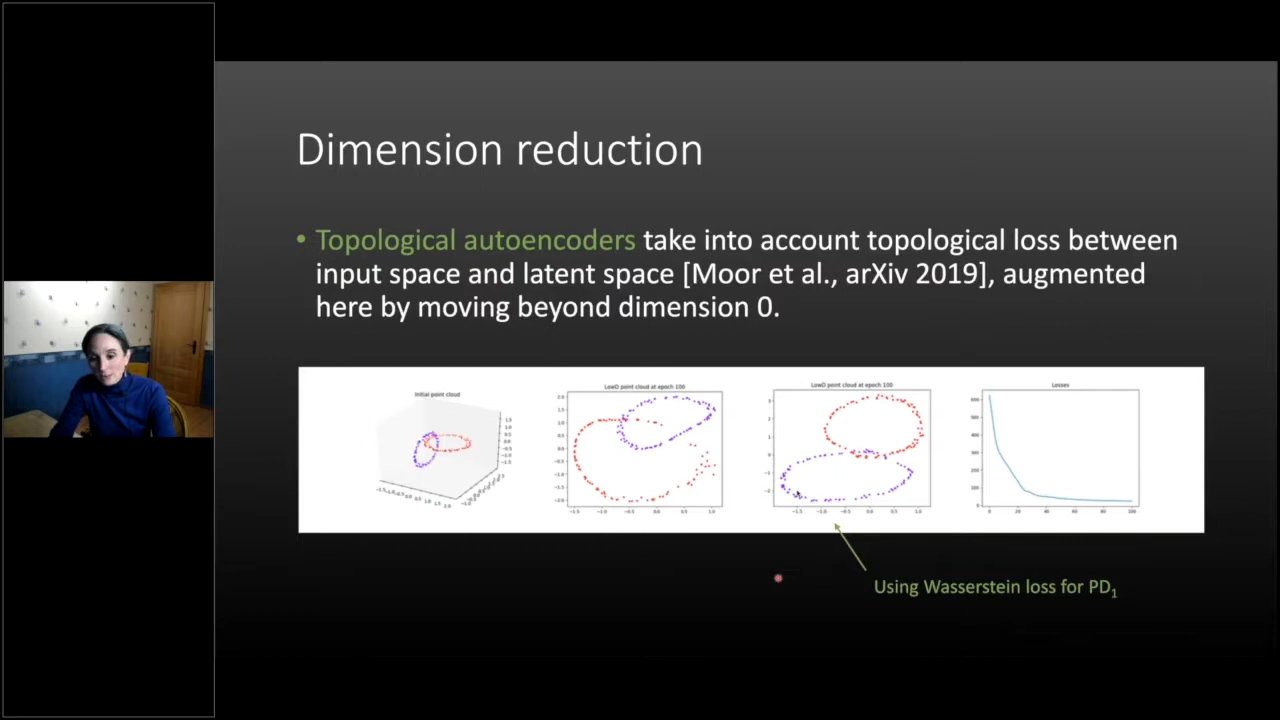 Dimension reduction
• Topological autoencoders take into account topological loss between
input space and latent space [Moor et al., arXiv 2019], augmented
here by moving beyond dimension 0.
Initial point cloud
LowD point cloud at epoch 100
LowD point cloud at epoch 100
Losses
Using Wasserstein loss for PD₁